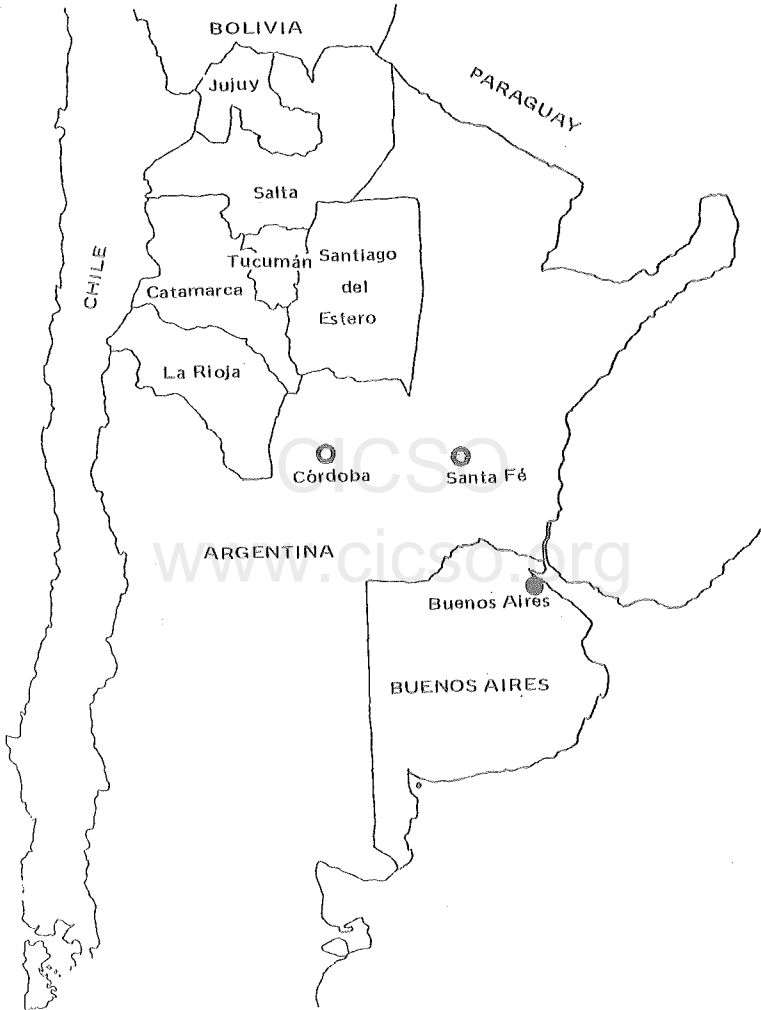 BOLIVIA
Jujuy
PARAGUAY
Salta
CHILE
Tucumán
Santiago
del
Estero
Catamarca
La Rioja
CICSO
Córdoba
Santa Fé
ARGENTINA
www.cicso.org
Buenos Aires
BUENOS AIRES